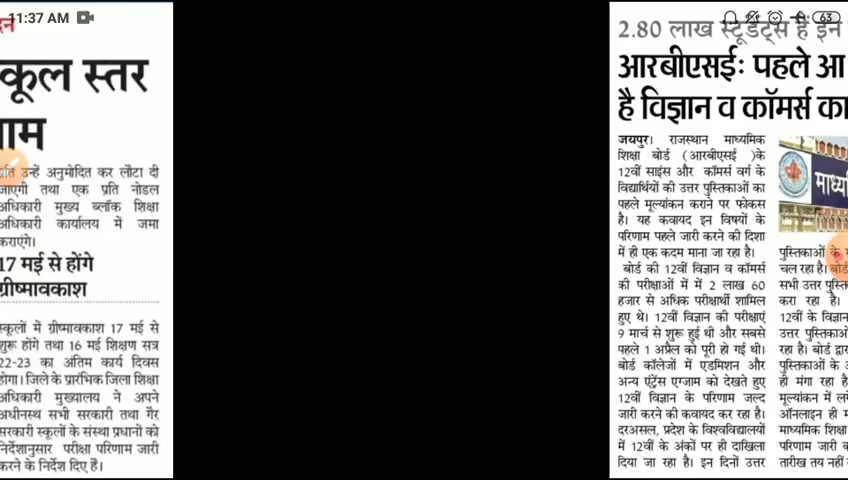 11:37 AM
63
कूल स्तर
प्रति उन्हें अनुमोदित कर लौटा दी
जाएगी तथा एक प्रति नोडल
अधिकारी मुख्य ब्लॉक शिक्षा
अधिकारी कार्यालय में जमा
कराएंगे।
17 मई से होंगे
ग्रीष्मावकाश
स्कूलों में ग्रीष्मावकाश 17 मई से
शुरू होंगे तथा 16 मई शिक्षण सत्र
22-23 का अंतिम कार्य दिवस
होगा। जिले के प्रारंभिक जिला शिक्षा
अधिकारी मुख्यालय ने अपने
अधीनस्थ सभी सरकारी तथा गैर
सरकारी स्कूलों के संस्था प्रधानों को
निर्देशानुसार परीक्षा परिणाम जारी
करने के निर्देश दिए हैं।
2.80 लाख स्टूडेंट्स हैं इन
आरबीएसईः पहले आ
है विज्ञान व कॉमर्स का
जयपुर। राजस्थान माध्यमिक
शिक्षा बोर्ड (आरबीएसई )के
12वीं साइंस और कॉमर्स वर्ग के
विद्यार्थियों की उत्तर पुस्तिकाओं का
पहले मूल्यांकन कराने पर फोकस
है। यह कवायद इन विषयों के
परिणाम पहले जारी करने की दिशा
में ही एक कदम माना जा रहा है।
बोर्ड की 12वीं विज्ञान व कॉमर्स
की परीक्षाओं में में 2 लाख 60
हजार से अधिक परीक्षार्थी शामिल
हुए थे। 12वीं विज्ञान की परीक्षाएं
9 मार्च से शुरू हुई थी और सबसे
पहले 1 अप्रैल को पूरी हो गई थी।
बोर्ड कॉलेजों में एडमिशन और
अन्य एंट्रेंस एग्जाम को देखते हुए
12वीं विज्ञान के परिणाम जल्द
जारी करने की कवायद कर रहा है।
दरअसल, प्रदेश के विश्वविद्यालयों
में 12वीं के अंकों पर ही दाखिला
दिया जा रहा है। इन दिनों उत्तर
माध्यि
पुस्तिकाओं के
चल रहा है। बोर्ड
सभी उत्तर पुस्ति
करा रहा है।
12वीं के विज्ञान
उत्तर पुस्तिकाओं
रहा है। बोर्ड द्वार
पुस्तिकाओं के
ही मंगा रहा है
मूल्यांकन में लगे
ऑनलाइन ही म
माध्यमिक शिक्षा
परिणाम जारी क
तारीख तय नहीं